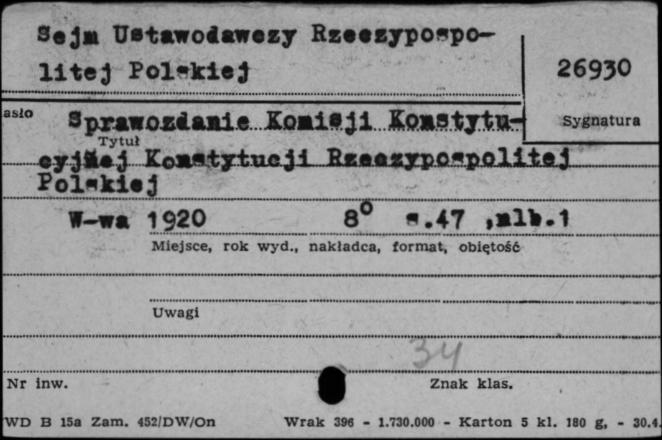 Sejm Ustawodawczy Rzeczypospo-
litej Polskiej
26930
asło
Sprawozdanie Komisji Konstytu-
Sygnatura
Tytuł
cyjnej Konstytucji Rzeczypospolitej
Polskiej
W-wa 1920 8° s.47 ,nlb.1
Miejsce, rok wyd., nakładca, format, obiętość
Uwagi
34
Nr inw. Znak klas.
WD B 15a Zam. 452/DW/On Wrak 396 - 1.730.000 - Karton 5 kl. 180 g, - 30.4